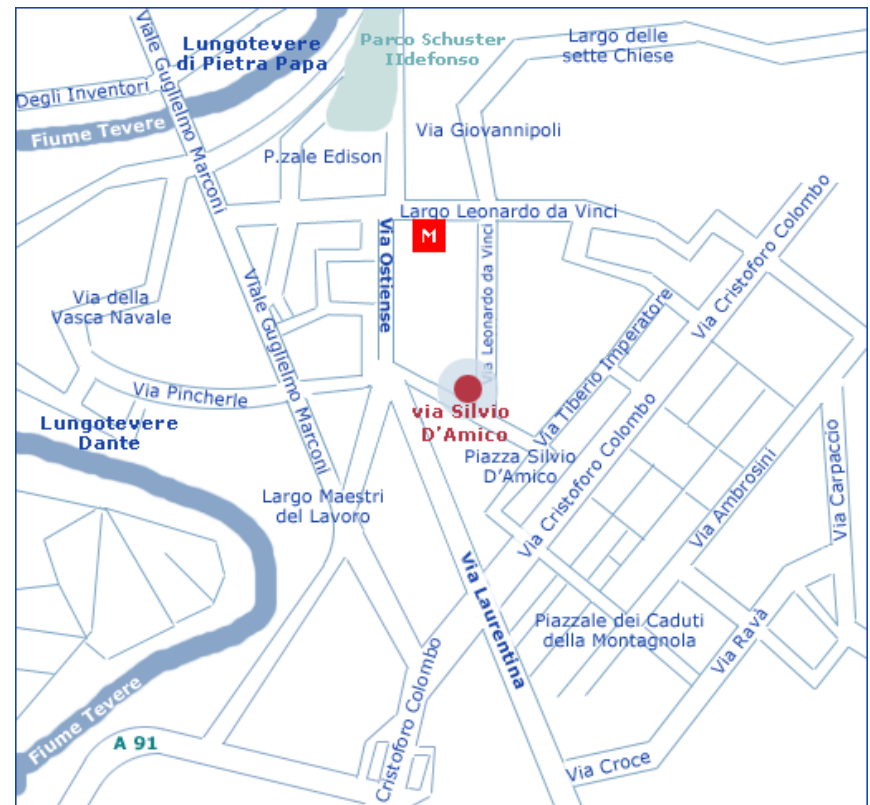 Viale Guglielmo Marconi
Lungotevere
di Pietra Papa
Parco Schuster
IIdefonso
Largo delle
sette Chiese
Degli Inventori
Fiume Tevere
Via Giovannipoli
P.zale Edison
Largo Leonardo da Vinci
M
Via Ostiense
Via Leonardo da Vinci
Via Cristoforo Colombo
Via della
Vasca Navale
Viale Guglielmo Marconi
Via Tiberio Imperatore
Via Pincherle
via Silvio
D'Amico
Lungotevere
Dante
Piazza Silvio
D'Amico
Via Cristoforo Colombo
Via Ambrosini
Via Carpaccio
Largo Maestri
del Lavoro
Via Laurentina
Piazzale dei Caduti
della Montagnola
Via Ravà
Fiume Tevere
A 91
Cristoforo Colombo
Via Croce